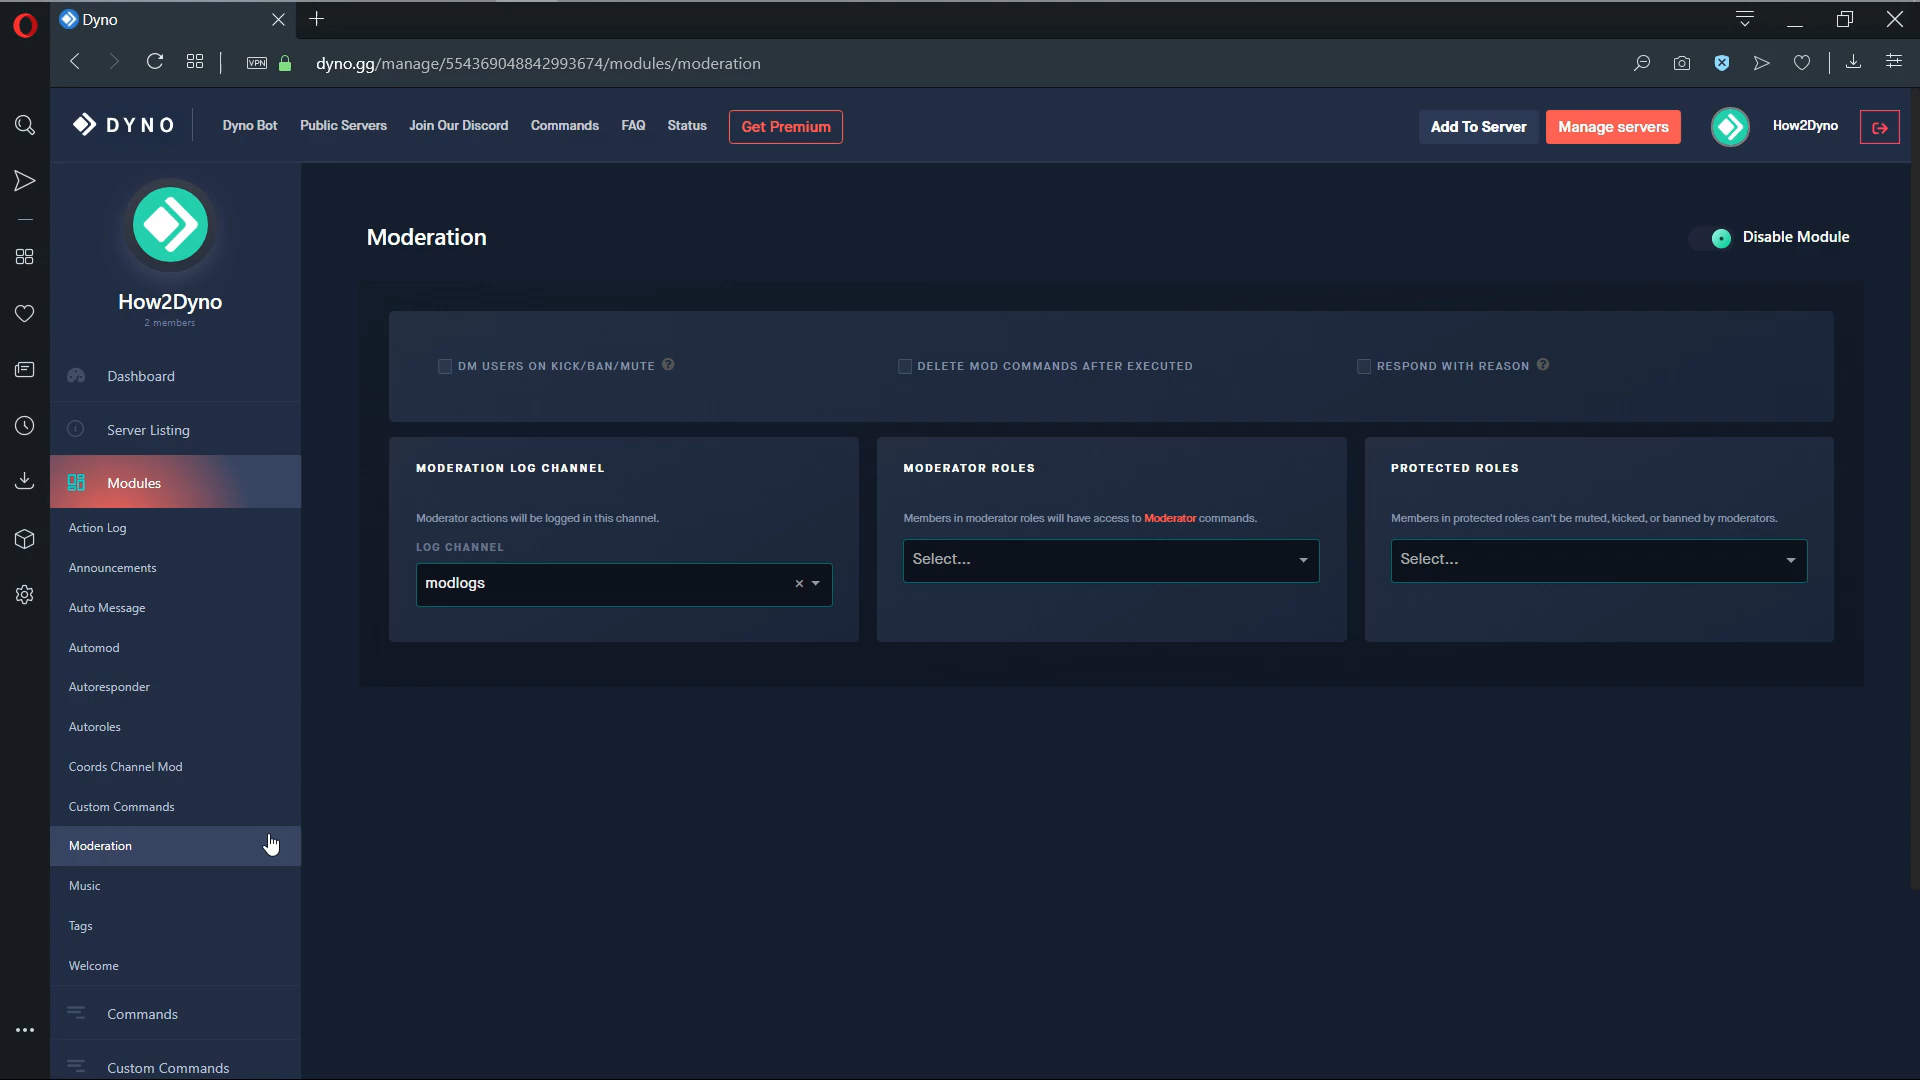 Dyno
VPN
dyno.gg/manage/554369048842993674/modules/moderation
DYNO
Dyno Bot
Public Servers
Join Our Discord
Commands
FAQ
Status
Get Premium
Add To Server
Manage servers
How2Dyno
How2Dyno
2 members
Dashboard
Server Listing
Modules
Action Log
Announcements
Auto Message
Automod
Autoresponder
Autoroles
Coords Channel Mod
Custom Commands
Moderation
Music
Tags
Welcome
Commands
Custom Commands
Moderation
Disable Module
DM USERS ON KICK/BAN/MUTE ?
DELETE MOD COMMANDS AFTER EXECUTED
RESPOND WITH REASON ?
MODERATION LOG CHANNEL
Moderator actions will be logged in this channel.
LOG CHANNEL
modlogs
MODERATOR ROLES
Members in moderator roles will have access to Moderator commands.
Select...
PROTECTED ROLES
Members in protected roles can't be muted, kicked, or banned by moderators.
Select...